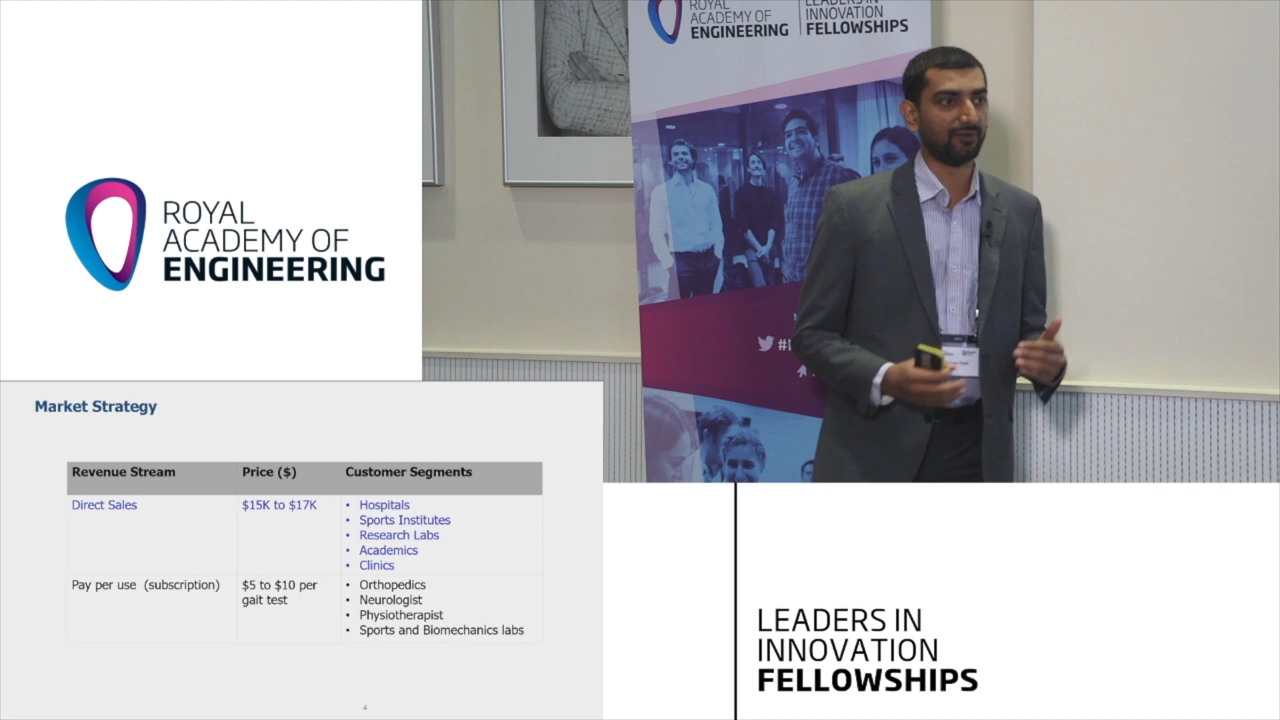 ROYAL
ACADEMY OF
ENGINEERING
ROYAL
ACADEMY OF
ENGINEERING
LEADERS IN
INNOVATION
FELLOWSHIPS
Market Strategy
Revenue Stream Price ($) Customer Segments
Direct Sales $15K to $17K • Hospitals
• Sports Institutes
• Research Labs
• Academics
• Clinics
Pay per use (subscription) $5 to $10 per • Orthopedics
gait test • Neurologist
• Physiotherapist
• Sports and Biomechanics labs
4
LEADERS IN
INNOVATION
FELLOWSHIPS